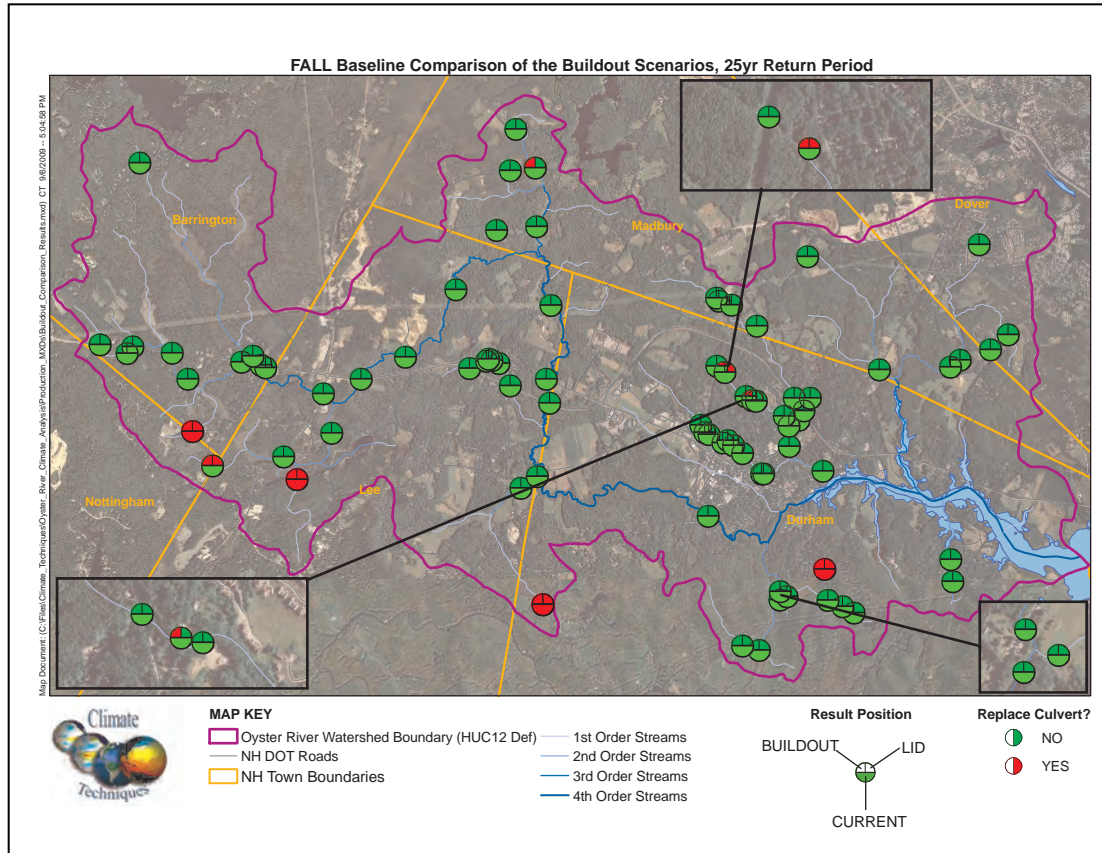 FALL Baseline Comparison of the Buildout Scenarios, 25yr Return Period
Map Document: (C:\Files\Climate_Techniques\Oyster_River_Climate_Analysis\Production_MXDs\Buildout_Comparison_Results.mxd) CT 9/6/2009 -- 5:04:58 PM
Barrington
Madbury
Dover
Nottingham
Lee
Durham
Climate
Techniques
MAP KEY
Oyster River Watershed Boundary (HUC12 Def)
NH DOT Roads
NH Town Boundaries
1st Order Streams
2nd Order Streams
3rd Order Streams
4th Order Streams
Result Position
BUILDOUT
LID
CURRENT
Replace Culvert?
NO
YES